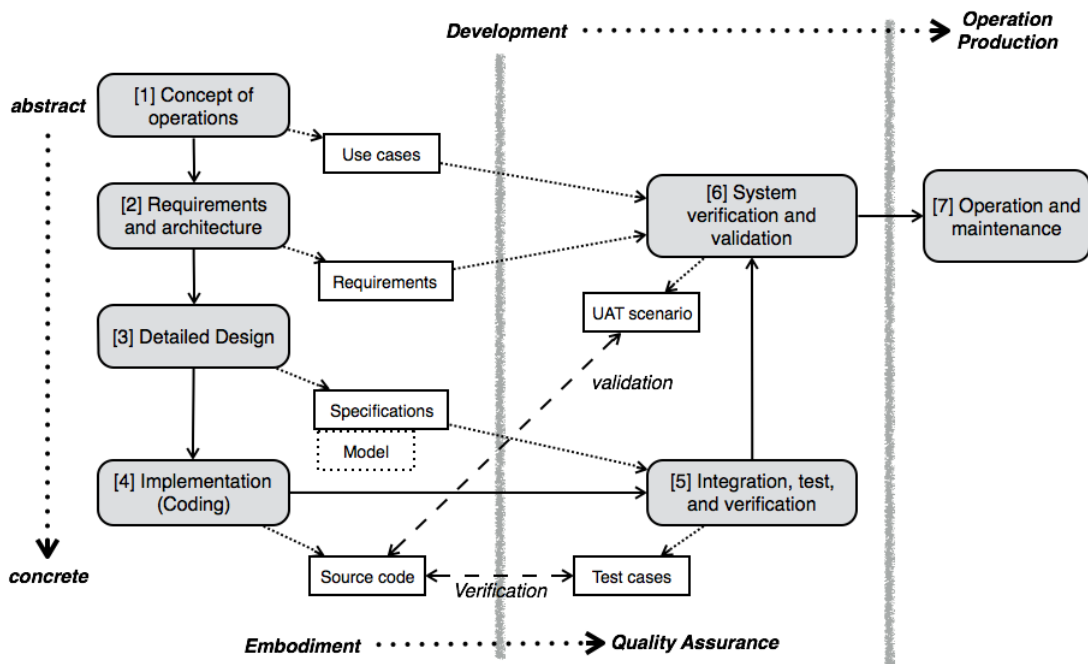 Development
Operation
Production
abstract
[1] Concept of
operations
Use cases
[2] Requirements
and architecture
[6] System
verification and
validation
[7] Operation and
maintenance
Requirements
UAT scenario
[3] Detailed Design
validation
Specifications
Model
[4] Implementation
(Coding)
[5] Integration, test,
and verification
concrete
Source code
Verification
Test cases
Embodiment
Quality Assurance